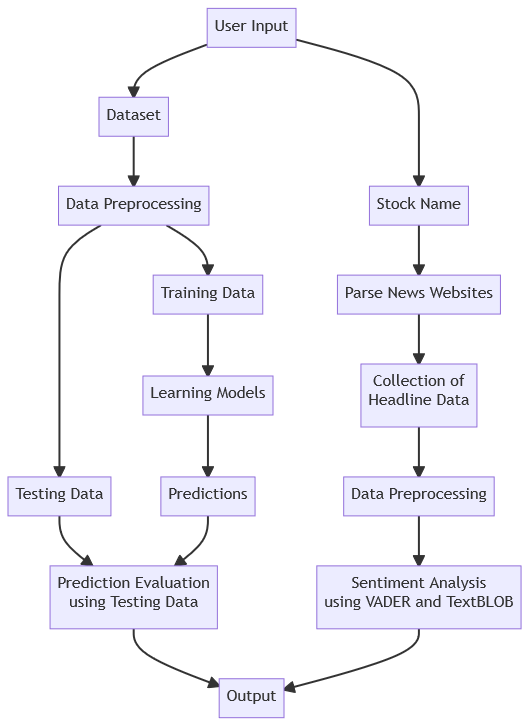 User Input
Dataset
Data Preprocessing
Stock Name
Training Data
Parse News Websites
Learning Models
Collection of
Headline Data
Testing Data
Predictions
Data Preprocessing
Prediction Evaluation
using Testing Data
Sentiment Analysis
using VADER and TextBLOB
Output